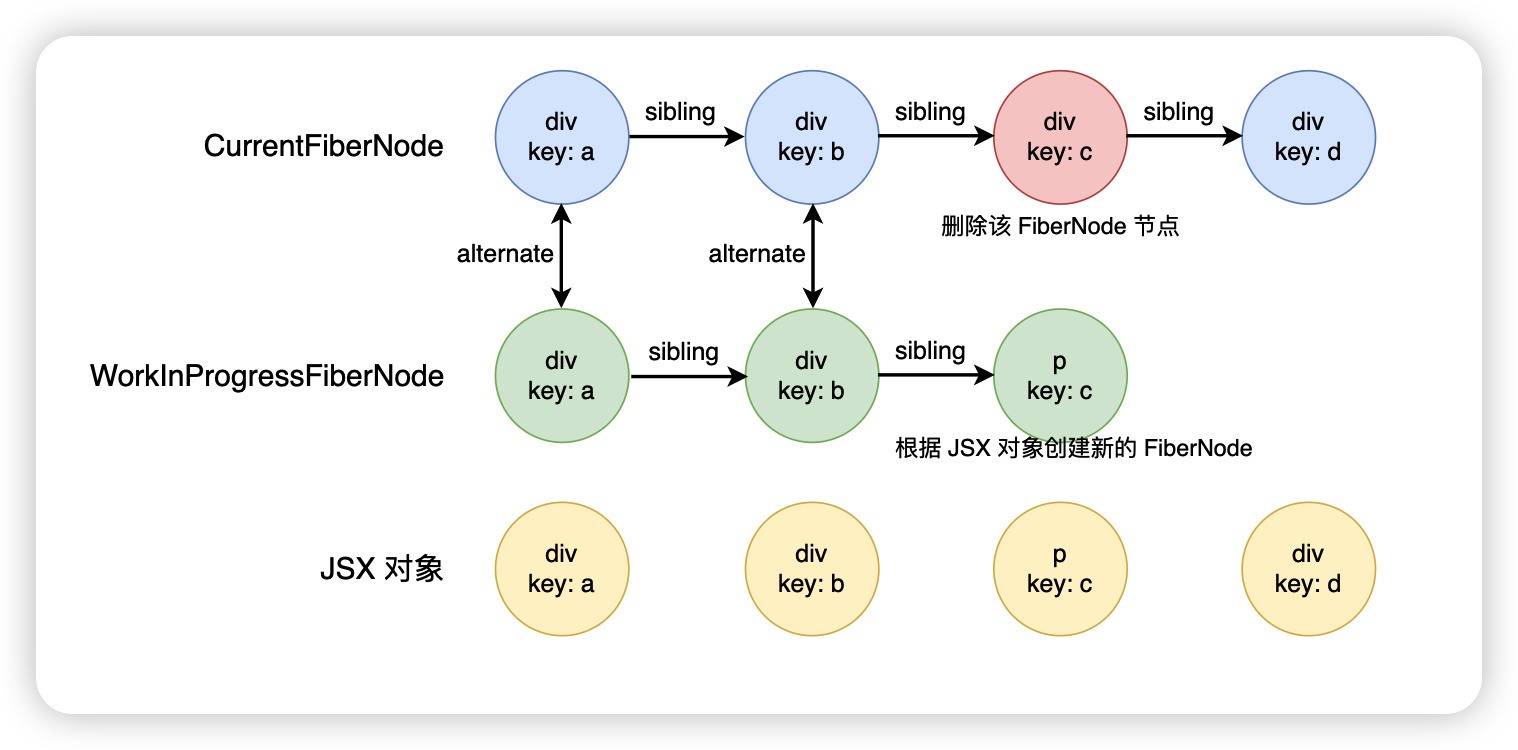 CurrentFiberNode
div
key: a
sibling
div
key: b
sibling
div
key: c
sibling
div
key: d
删除该 FiberNode 节点
alternate
alternate
WorkInProgressFiberNode
div
key: a
sibling
div
key: b
sibling
p
key: c
根据 JSX 对象创建新的 FiberNode
JSX 对象
div
key: a
div
key: b
p
key: c
div
key: d